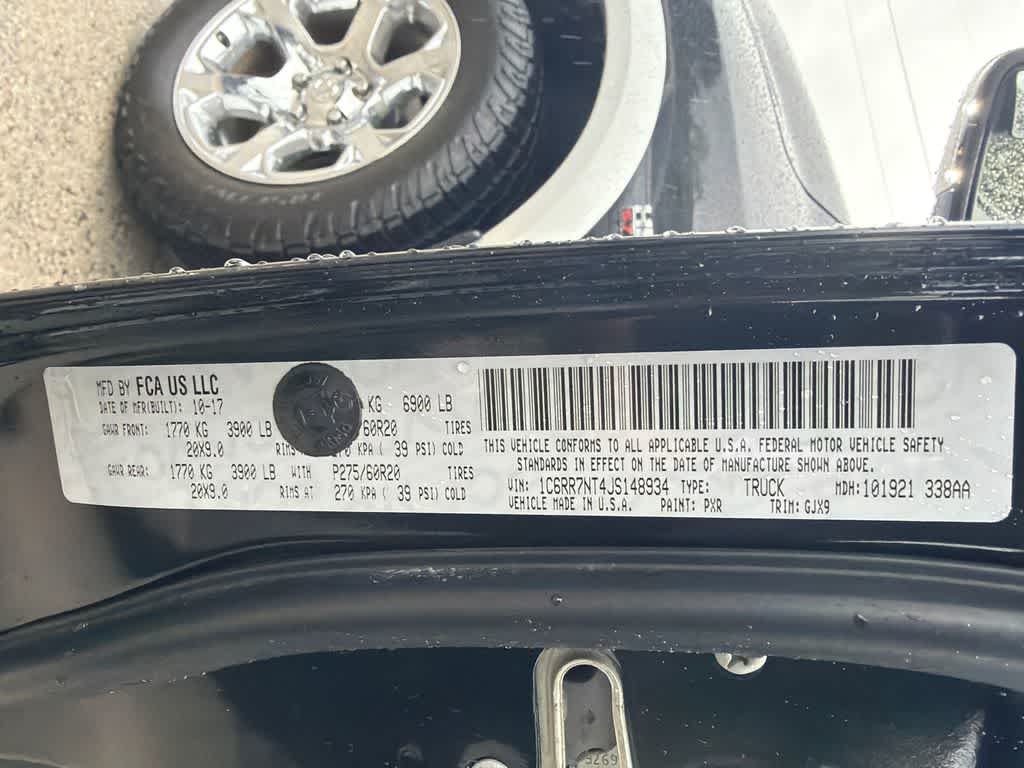 MFD BY FCA US LLC
DATE OF MFR(BUILT): 10-17 KG 6900 LB
GAWR FRONT: 1770 KG 3900 LB 60R20 TIRES
20X9.0 RIMS KPA ( 39 PSI) COLD
GAWR REAR: 1770 KG 3900 LB WITH P275/60R20 TIRES
20X9.0 RIMS AT 270 KPA ( 39 PSI) COLD
THIS VEHICLE CONFORMS TO ALL APPLICABLE U.S.A. FEDERAL MOTOR VEHICLE SAFETY
STANDARDS IN EFFECT ON THE DATE OF MANUFACTURE SHOWN ABOVE.
VIN: 1C6RR7NT4JS148934 TYPE: TRUCK MDH:101921 338AA
VEHICLE MADE IN U.S.A. PAINT: PXR TRIM: GJX9